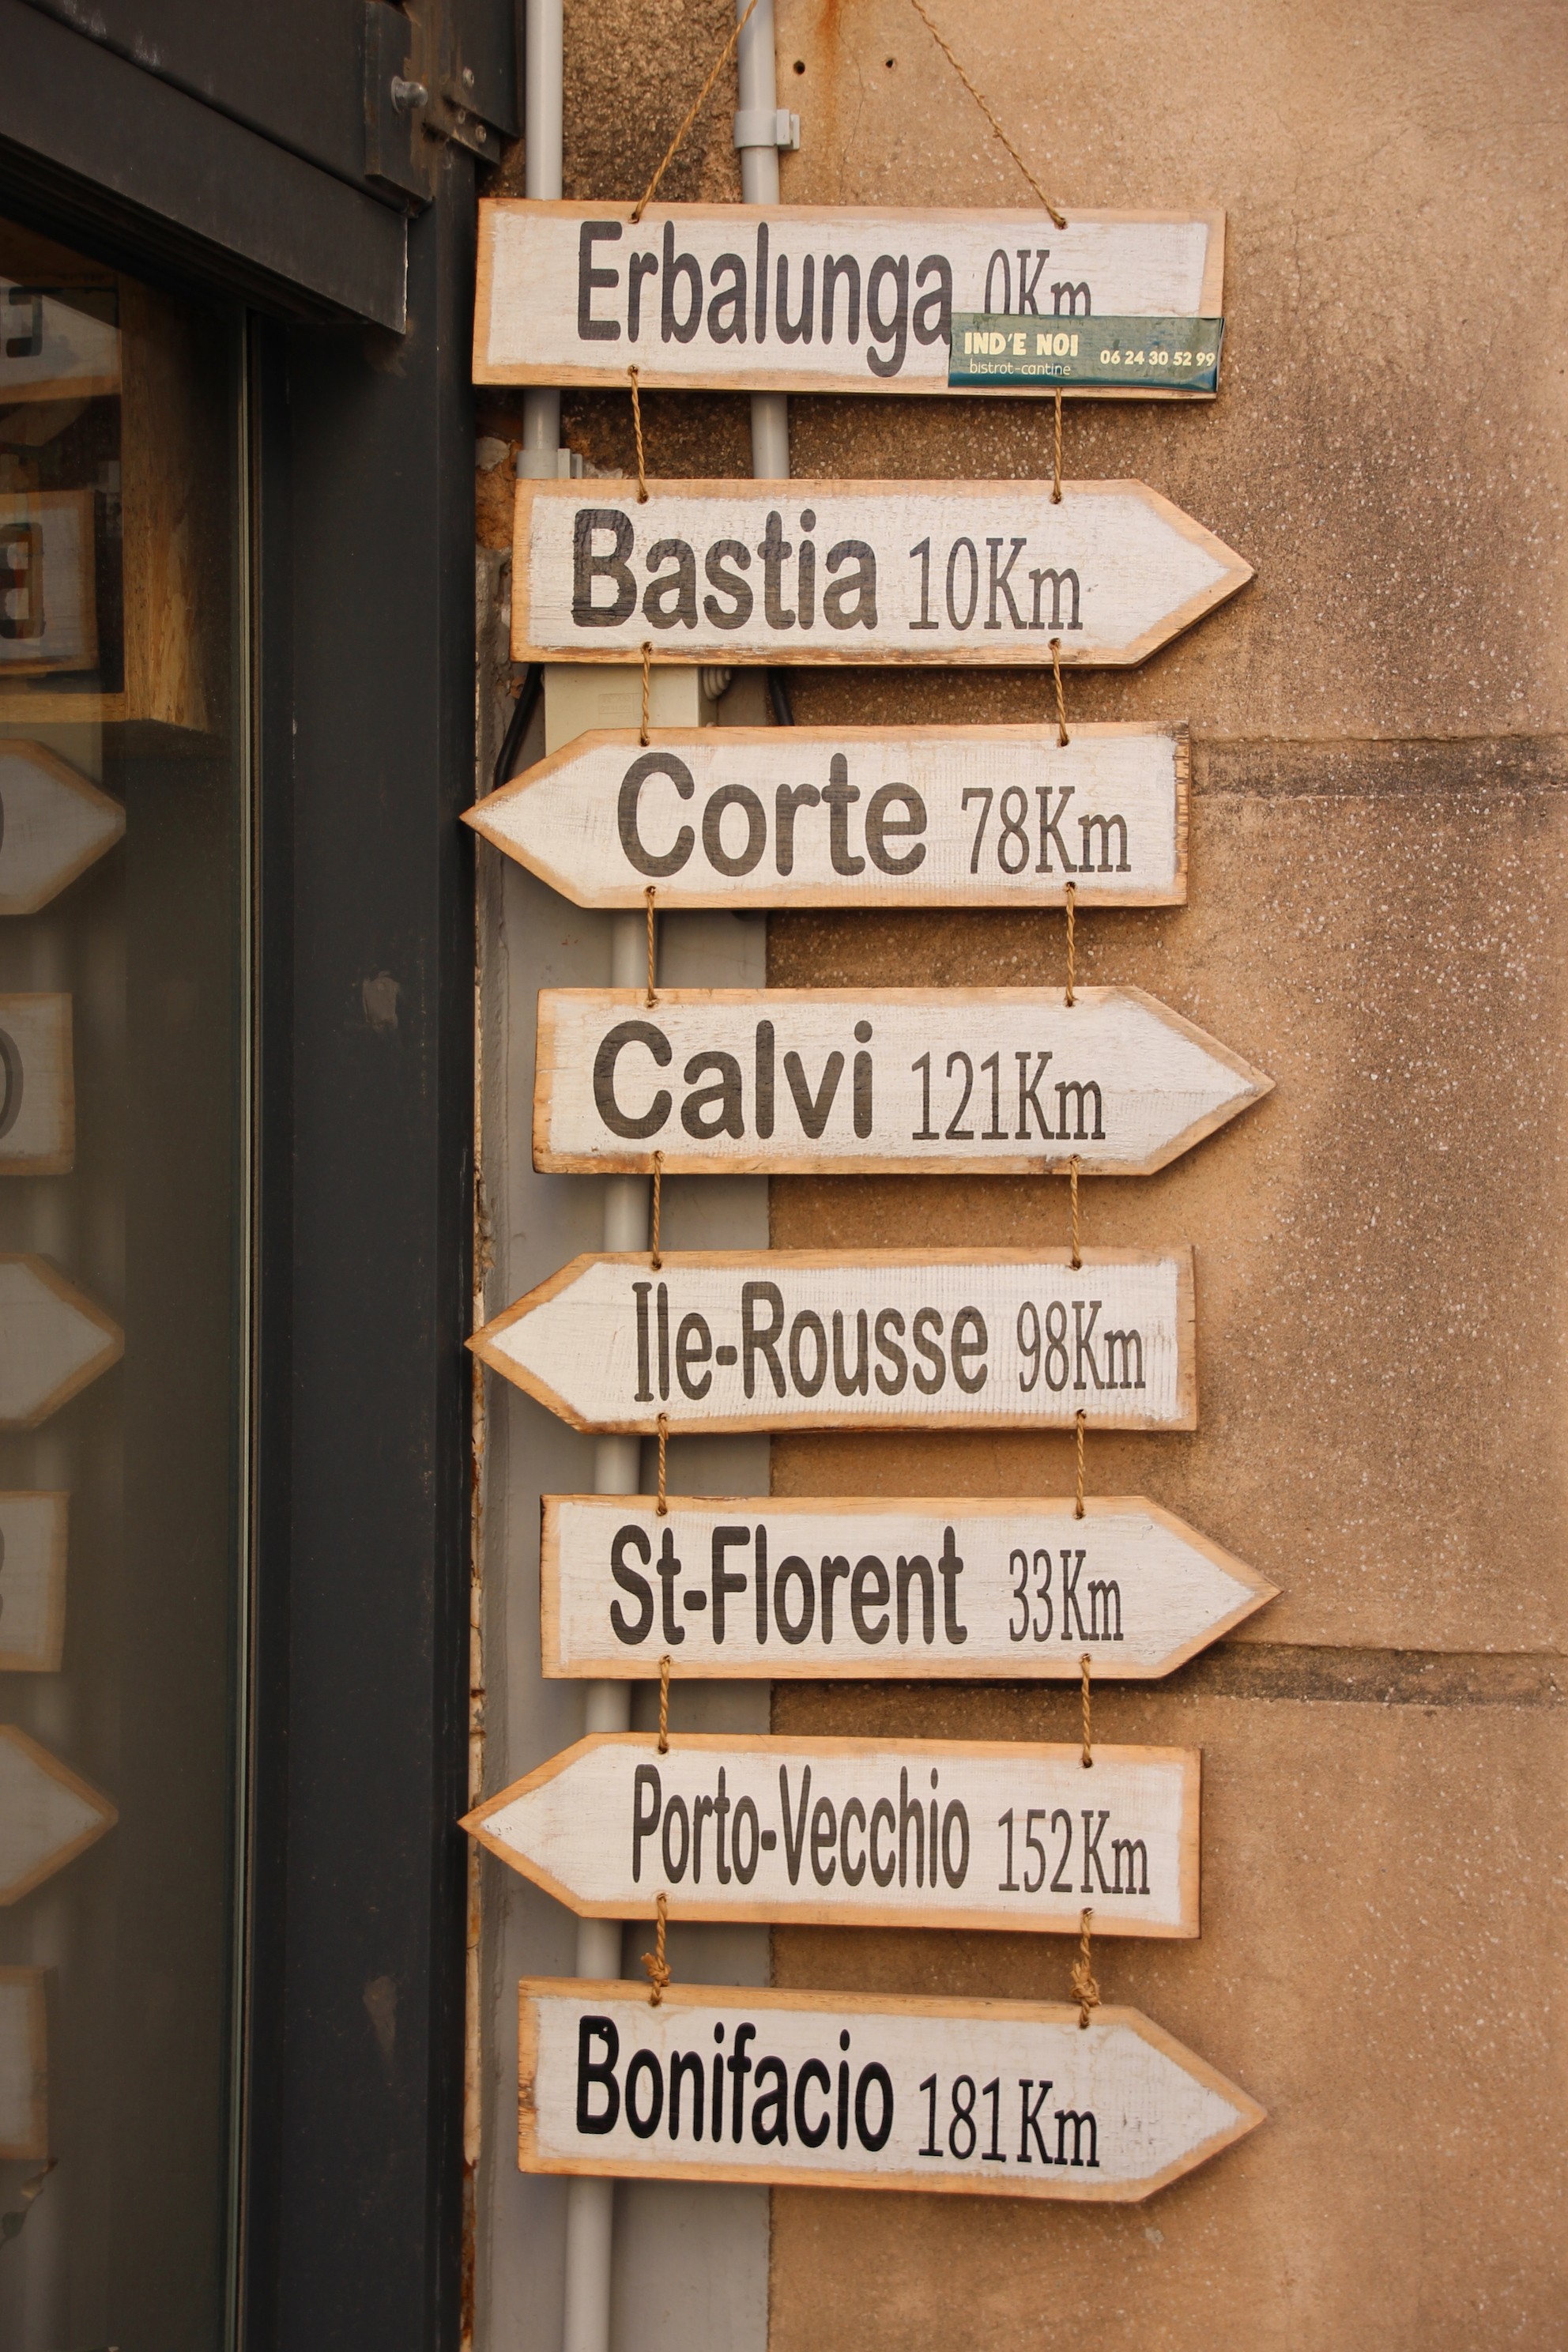 Erbalunga 0Km
IND'E NOI 06 24 30 52 99
bistrot-cantine
Bastia 10Km
Corte 78Km
Calvi 121Km
Ile-Rousse 98Km
St-Florent 33Km
Porto-Vecchio 152Km
Bonifacio 181Km